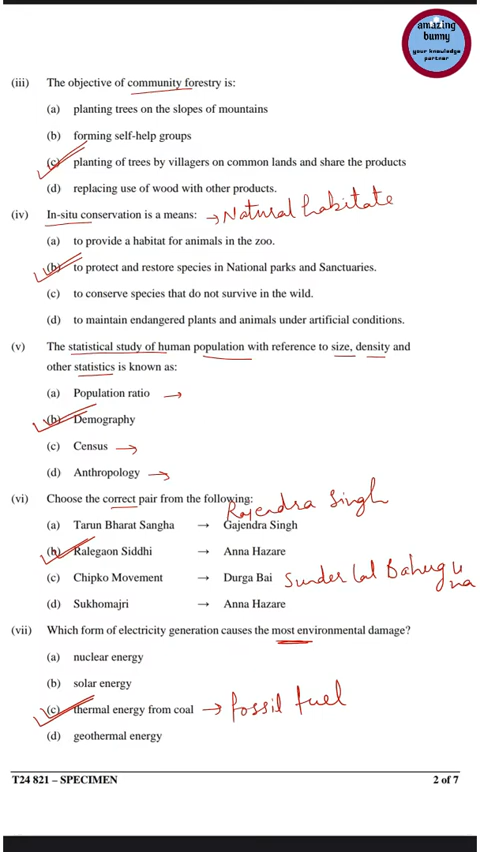 amazing
bunny
your knowledge
partner
(iii) The objective of community forestry is:
(a) planting trees on the slopes of mountains
(b) forming self-help groups
(c) planting of trees by villagers on common lands and share the products
(d) replacing use of wood with other products.
(iv) In-situ conservation is a means: → Natural habitate
(a) to provide a habitat for animals in the zoo.
(b) to protect and restore species in National parks and Sanctuaries.
(c) to conserve species that do not survive in the wild.
(d) to maintain endangered plants and animals under artificial conditions.
(v) The statistical study of human population with reference to size, density and
other statistics is known as:
(a) Population ratio →
(b) Demography
(c) Census →
(d) Anthropology →
(vi) Choose the correct pair from the following:
Rajendra Singh
(a) Tarun Bharat Sangha → Gajendra Singh
(b) Ralegaon Siddhi → Anna Hazare
(c) Chipko Movement → Durga Bai Sunder Lal Bahugu
na
(d) Sukhomajri → Anna Hazare
(vii) Which form of electricity generation causes the most environmental damage?
(a) nuclear energy
(b) solar energy
(c) thermal energy from coal → fossil fuel
(d) geothermal energy
T24 821 – SPECIMEN 2 of 7